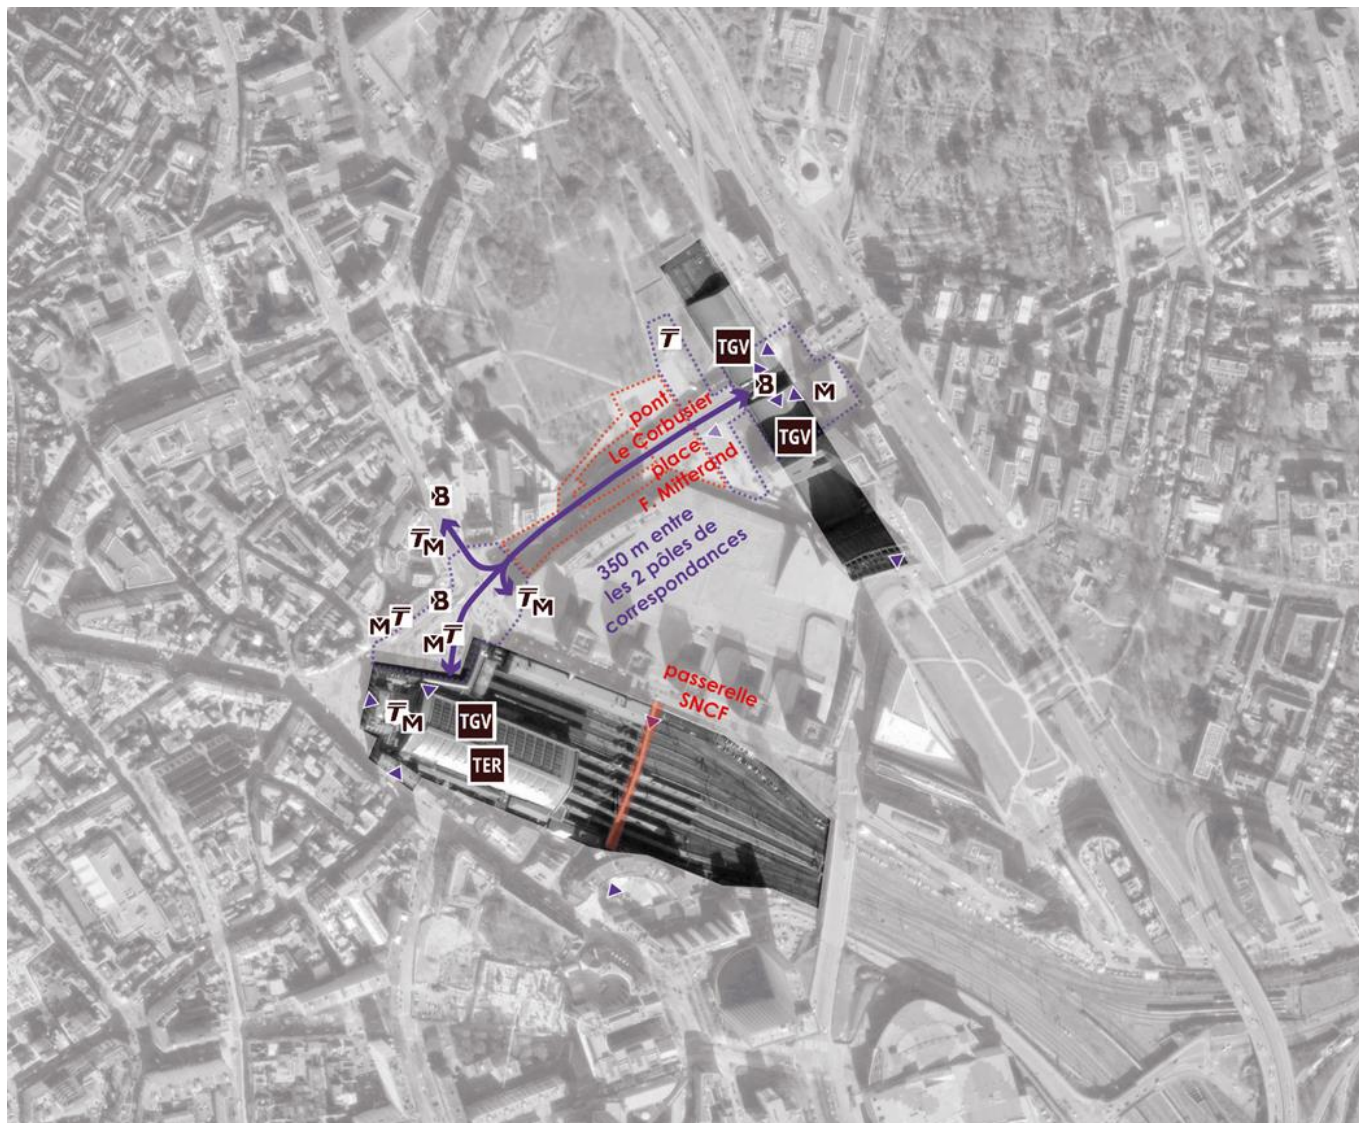 T
TGV
B
M
pont
Le Corbusier
TGV
place
F. Mitterand
B
350 m entre
les 2 pôles de
correspondances
TM
B
TM
MT
MT
passerelle
SNCF
TM
TGV
TER